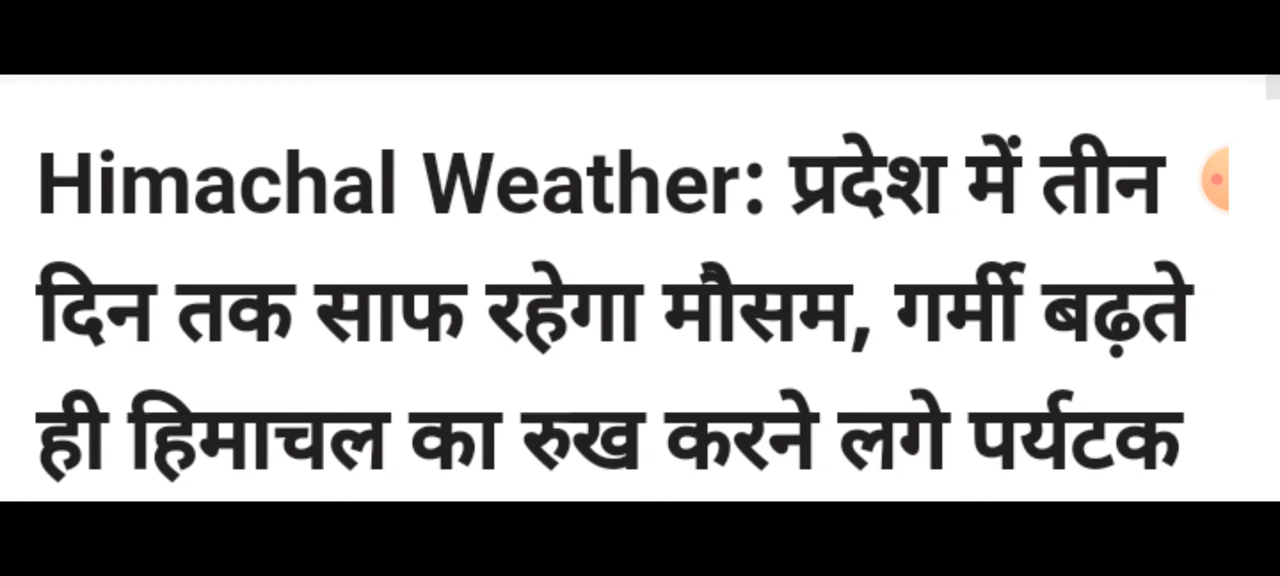 Himachal Weather: प्रदेश में तीन
दिन तक साफ रहेगा मौसम, गर्मी बढ़ते
ही हिमाचल का रुख करने लगे पर्यटक